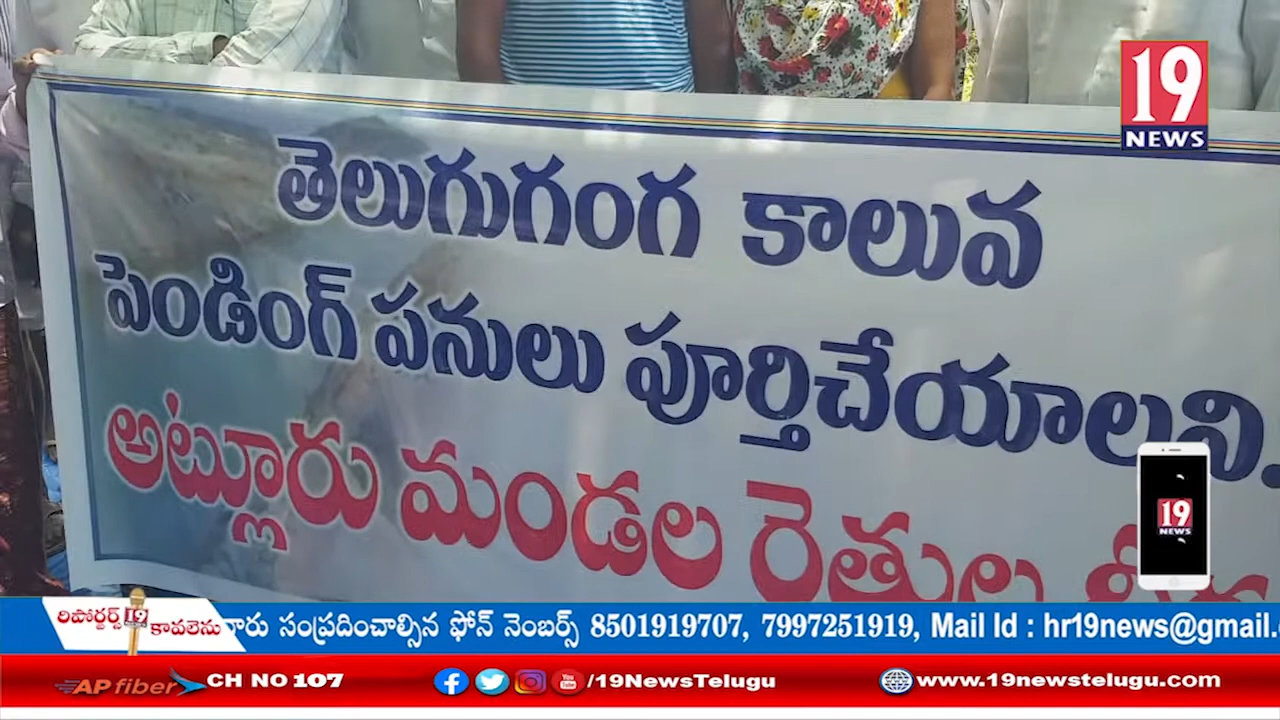 19
NEWS
తెలుగుగంగ కాలువ
పెండింగ్ పనులు పూర్తిచేయాలని.
అట్లూరు మండల రైతుల
19
NEWS
రిపోర్టర్స్ 19 కావలెను
వారు సంప్రదించాల్సిన ఫోన్ నెంబర్స్ 8501919707, 7997251919, Mail Id : hr19news@gmail.
AP fiber CH NO 107
/19NewsTelugu
www.19newstelugu.com